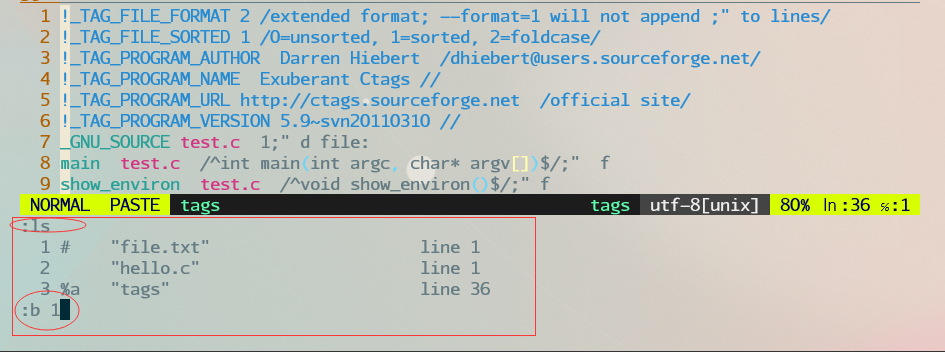 1 !_TAG_FILE_FORMAT 2 /extended format; --format=1 will not append ;" to lines/
2 !_TAG_FILE_SORTED 1 /0=unsorted, 1=sorted, 2=foldcase/
3 !_TAG_PROGRAM_AUTHOR  Darren Hiebert  /dhiebert@users.sourceforge.net/
4 !_TAG_PROGRAM_NAME  Exuberant Ctags //
5 !_TAG_PROGRAM_URL http://ctags.sourceforge.net  /official site/
6 !_TAG_PROGRAM_VERSION 5.9~svn20110310 //
7 _GNU_SOURCE test.c  1;" d file:
8 main  test.c  /^int main(int argc, char* argv[])$/;"  f
9 show_environ  test.c  /^void show_environ()$/;" f
NORMAL  PASTE  tags  tags  utf-8[unix]  80% ln:36 %:1
:ls
1 #    "file.txt"    line 1
2      "hello.c"    line 1
3 %a   "tags"    line 36
:b 1